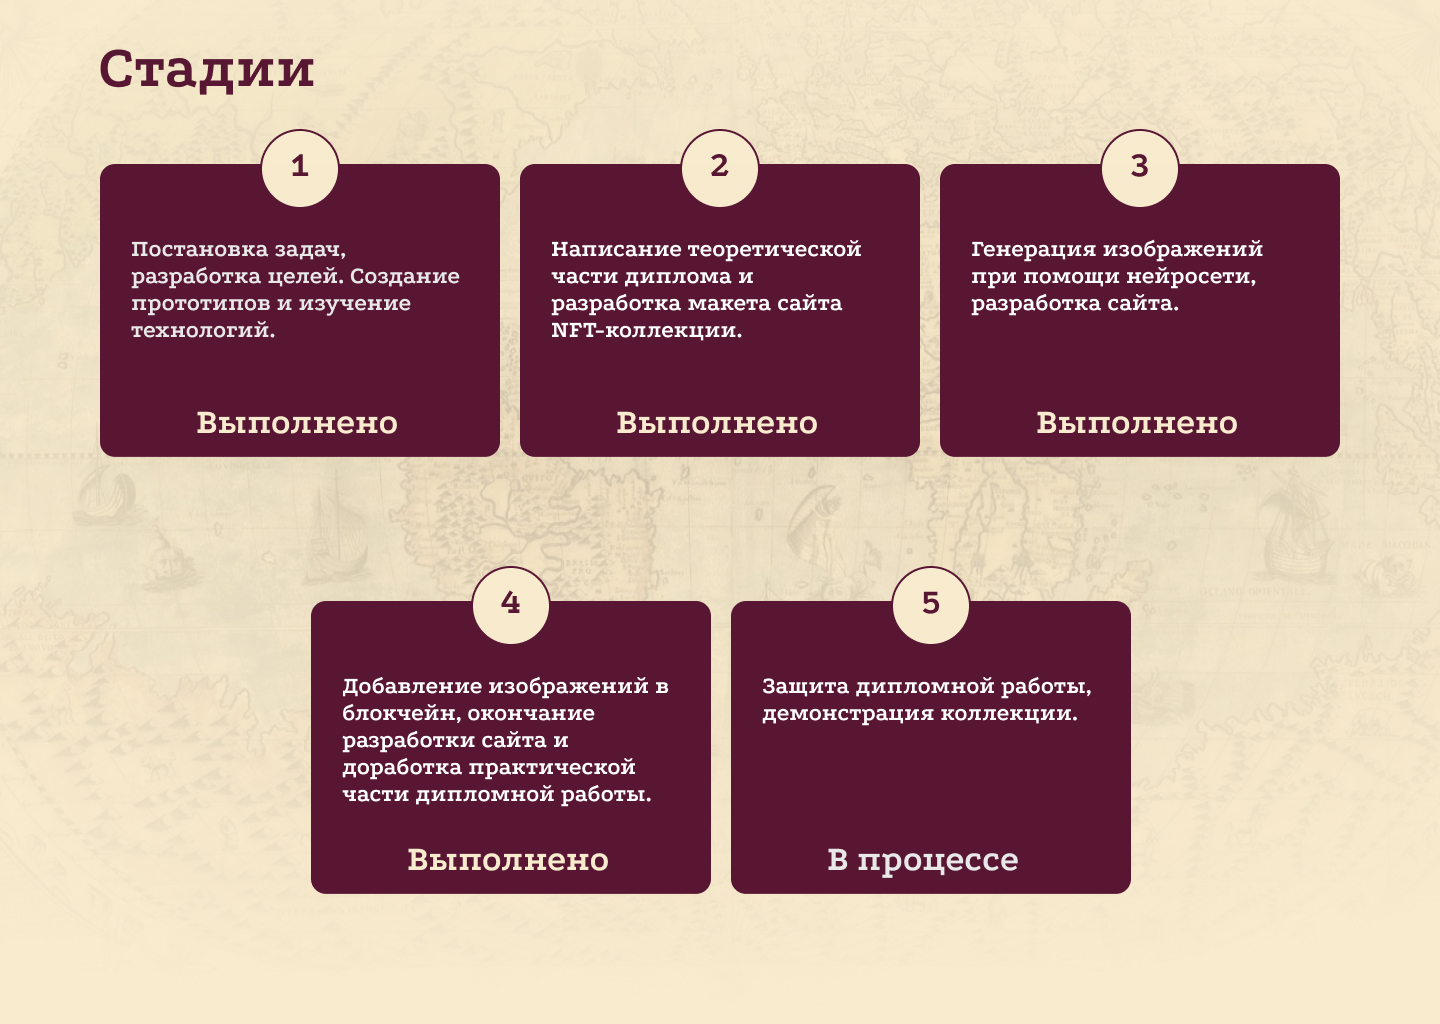 Стадии
1
Постановка задач,
разработка целей. Создание
прототипов и изучение
технологий.
Выполнено
2
Написание теоретической
части диплома и
разработка макета сайта
NFT-коллекции.
Выполнено
3
Генерация изображений
при помощи нейросети,
разработка сайта.
Выполнено
4
Добавление изображений в
блокчейн, окончание
разработки сайта и
доработка практической
части дипломной работы.
Выполнено
5
Защита дипломной работы,
демонстрация коллекции.
В процессе